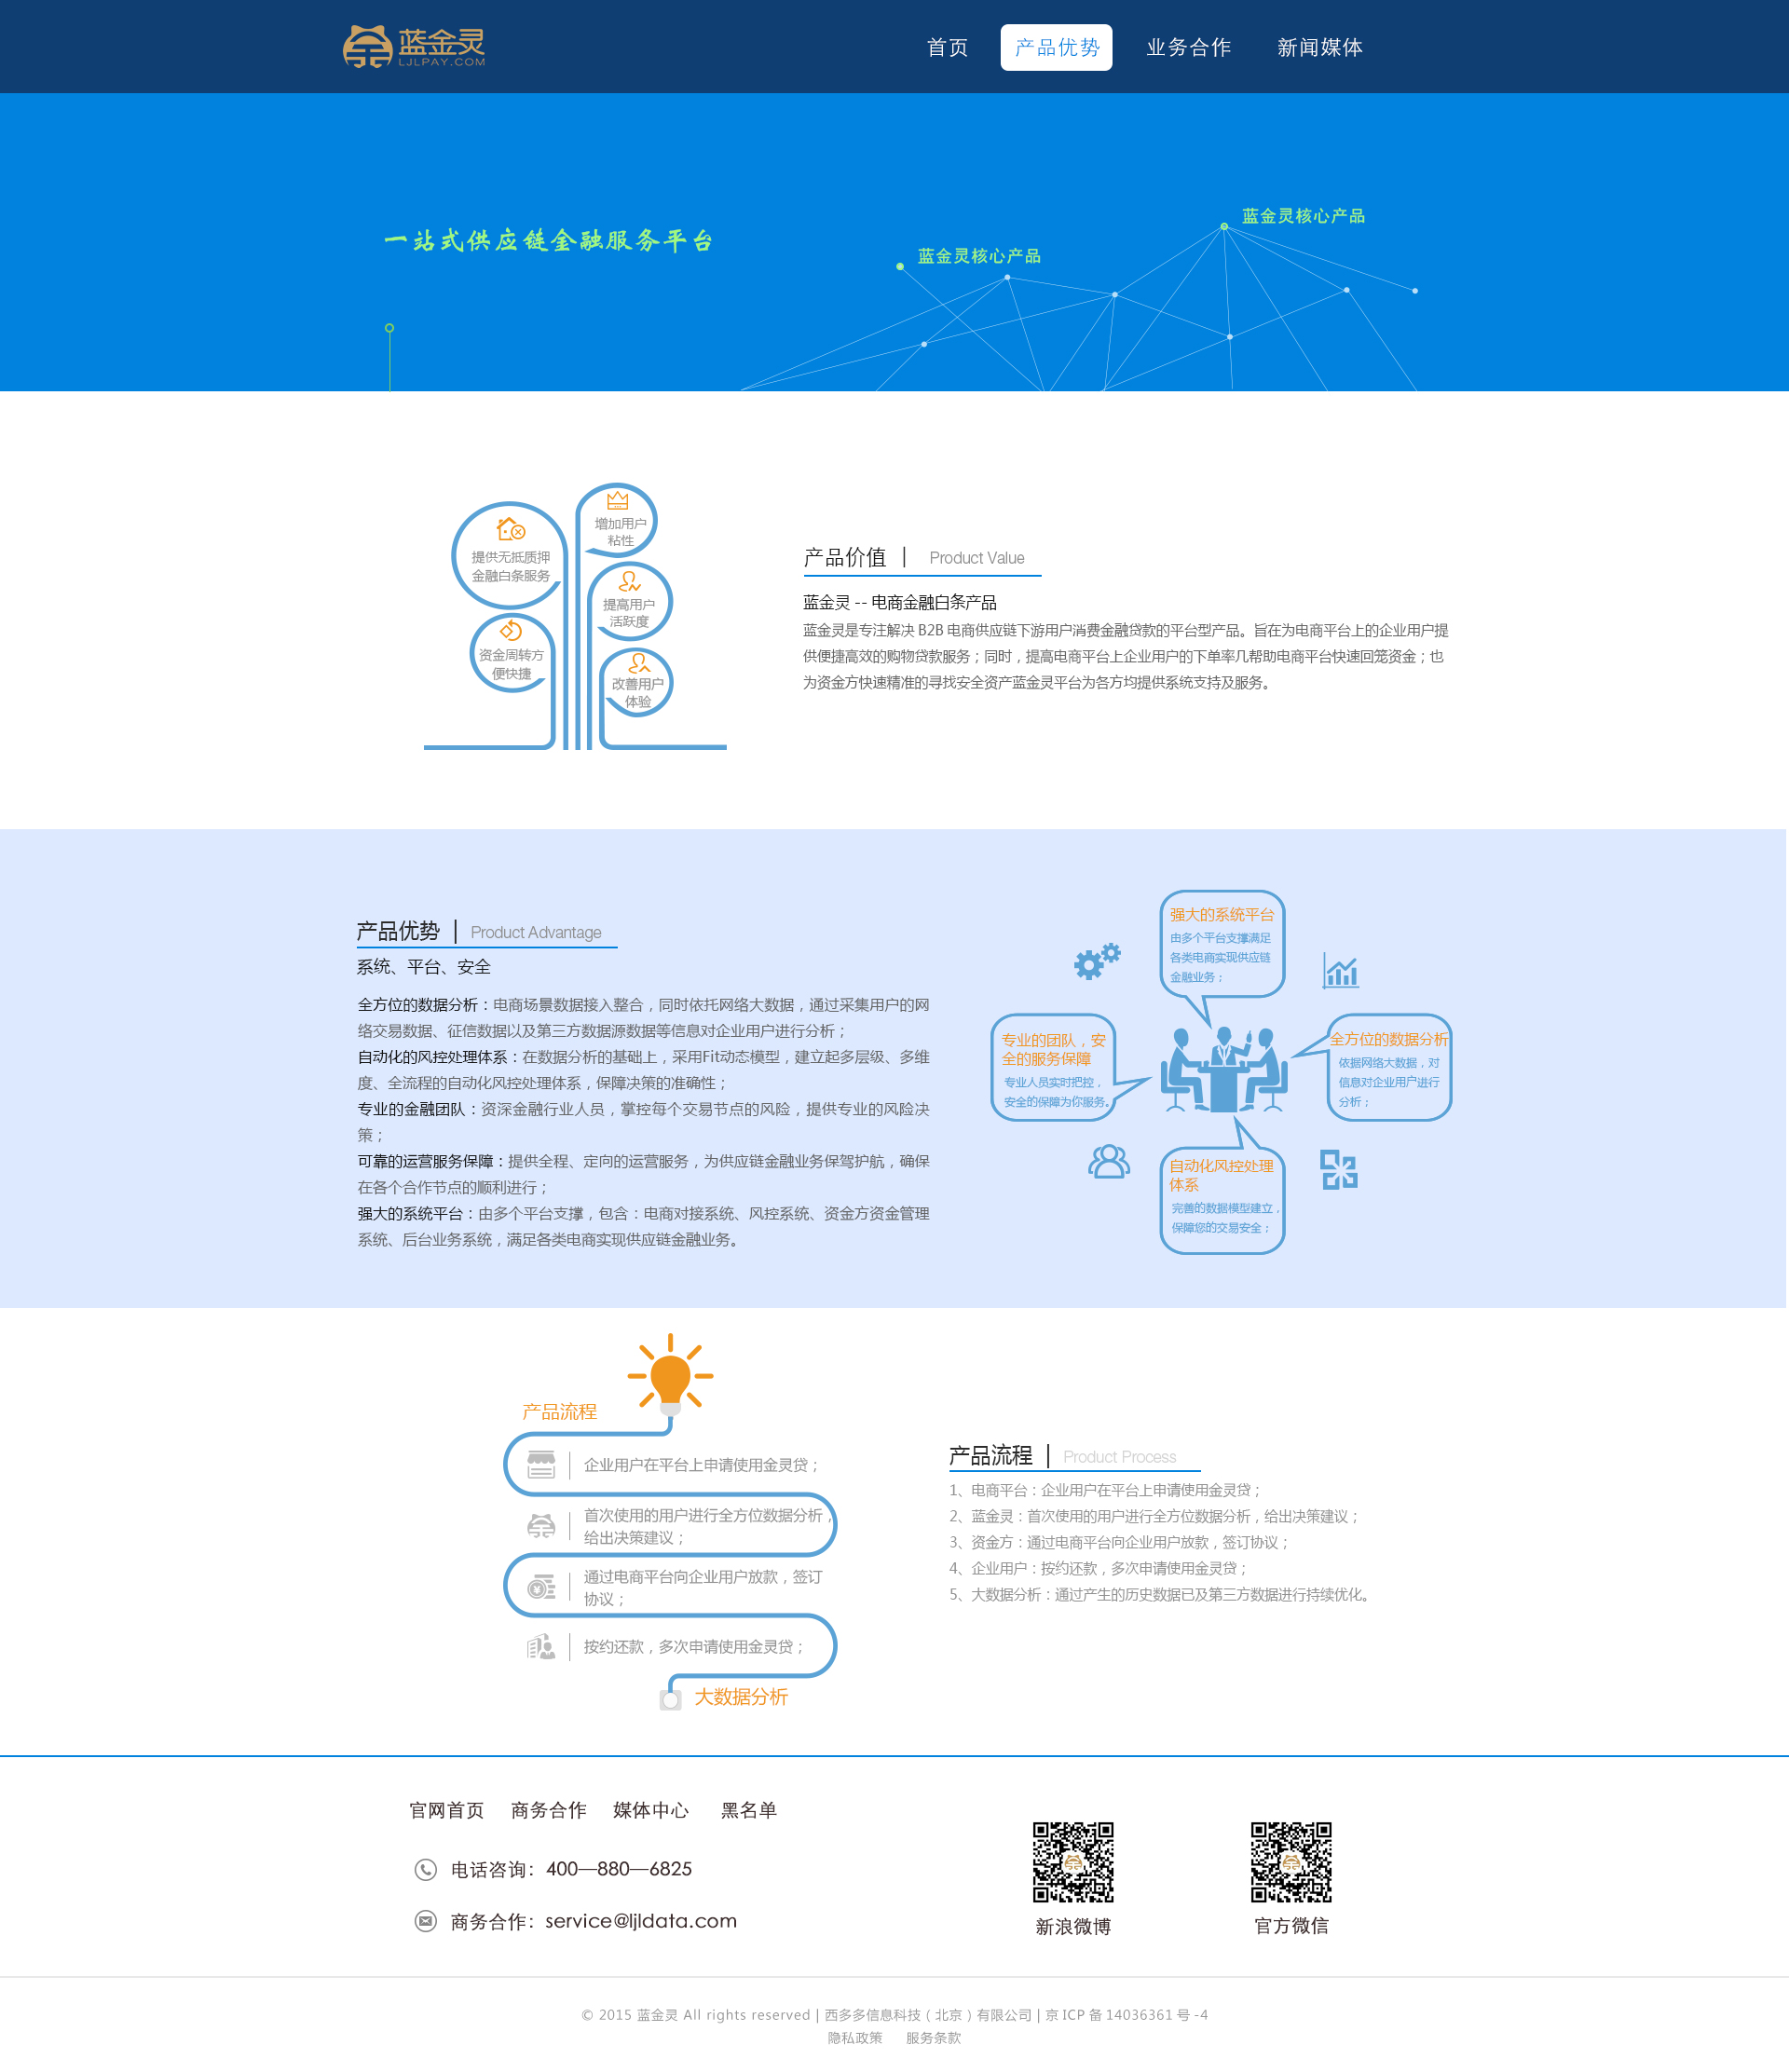 蓝金灵
LJLPAY.COM
首页 产品优势 业务合作 新闻媒体
一站式供应链金融服务平台
蓝金灵核心产品
蓝金灵核心产品
提供无抵质押
金融白条服务
增加用户
粘性
提高用户
活跃度
资金周转方
便快捷
改善用户
体验
产品价值 | Product Value
蓝金灵 -- 电商金融白条产品
蓝金灵是专注解决 B2B 电商供应链下游用户消费金融贷款的平台型产品。旨在为电商平台上的企业用户提
供便捷高效的购物贷款服务；同时，提高电商平台上企业用户的下单率几帮助电商平台快速回笼资金；也
为资金方快速精准的寻找安全资产蓝金灵平台为各方均提供系统支持及服务。
产品优势 | Product Advantage
系统、平台、安全
全方位的数据分析：电商场景数据接入整合，同时依托网络大数据，通过采集用户的网
络交易数据、征信数据以及第三方数据源数据等信息对企业用户进行分析；
自动化的风控处理体系：在数据分析的基础上，采用Fit动态模型，建立起多层级、多维
度、全流程的自动化风控处理体系，保障决策的准确性；
专业的金融团队：资深金融行业人员，掌控每个交易节点的风险，提供专业的风险决
策；
可靠的运营服务保障：提供全程、定向的运营服务，为供应链金融业务保驾护航，确保
在各个合作节点的顺利进行；
强大的系统平台：由多个平台支撑，包含：电商对接系统、风控系统、资金方资金管理
系统、后台业务系统，满足各类电商实现供应链金融业务。
强大的系统平台
由多个平台支撑满足
各类电商实现供应链
金融业务；
专业的团队，安
全的服务保障
专业人员实时把控，
安全的保障为你服务。
全方位的数据分析
依据网络大数据，对
信息对企业用户进行
分析；
自动化风控处理
体系
完善的数据模型建立，
保障您的交易安全；
产品流程
企业用户在平台上申请使用金灵贷；
首次使用的用户进行全方位数据分析，
给出决策建议；
通过电商平台向企业用户放款，签订
协议；
按约还款，多次申请使用金灵贷；
大数据分析
产品流程 | Product Process
1、电商平台：企业用户在平台上申请使用金灵贷；
2、蓝金灵：首次使用的用户进行全方位数据分析，给出决策建议；
3、资金方：通过电商平台向企业用户放款，签订协议；
4、企业用户：按约还款，多次申请使用金灵贷；
5、大数据分析：通过产生的历史数据已及第三方数据进行持续优化。
官网首页 商务合作 媒体中心 黑名单
电话咨询：400—880—6825
商务合作：service@ljldata.com
新浪微博
官方微信
© 2015 蓝金灵 All rights reserved | 西多多信息科技（北京）有限公司 | 京 ICP 备 14036361 号 -4
隐私政策 服务条款